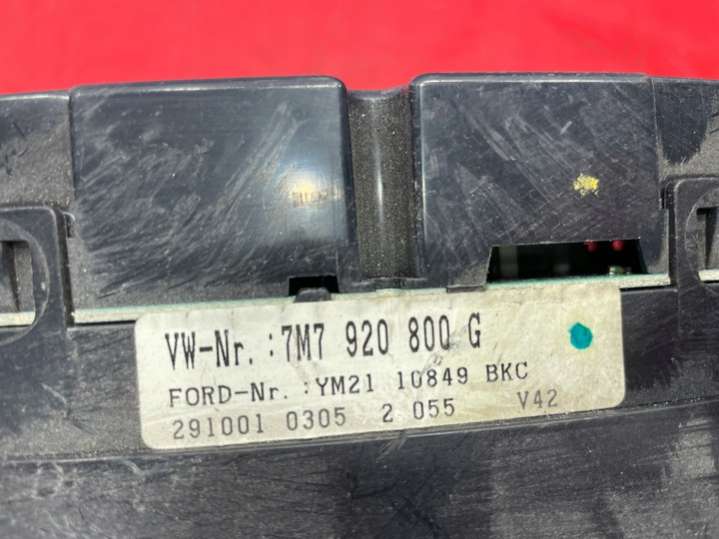 VW-Nr.:7M7 920 800 G
FORD-Nr.:YM21 10849 BKC
291001 0305 2 055 V42